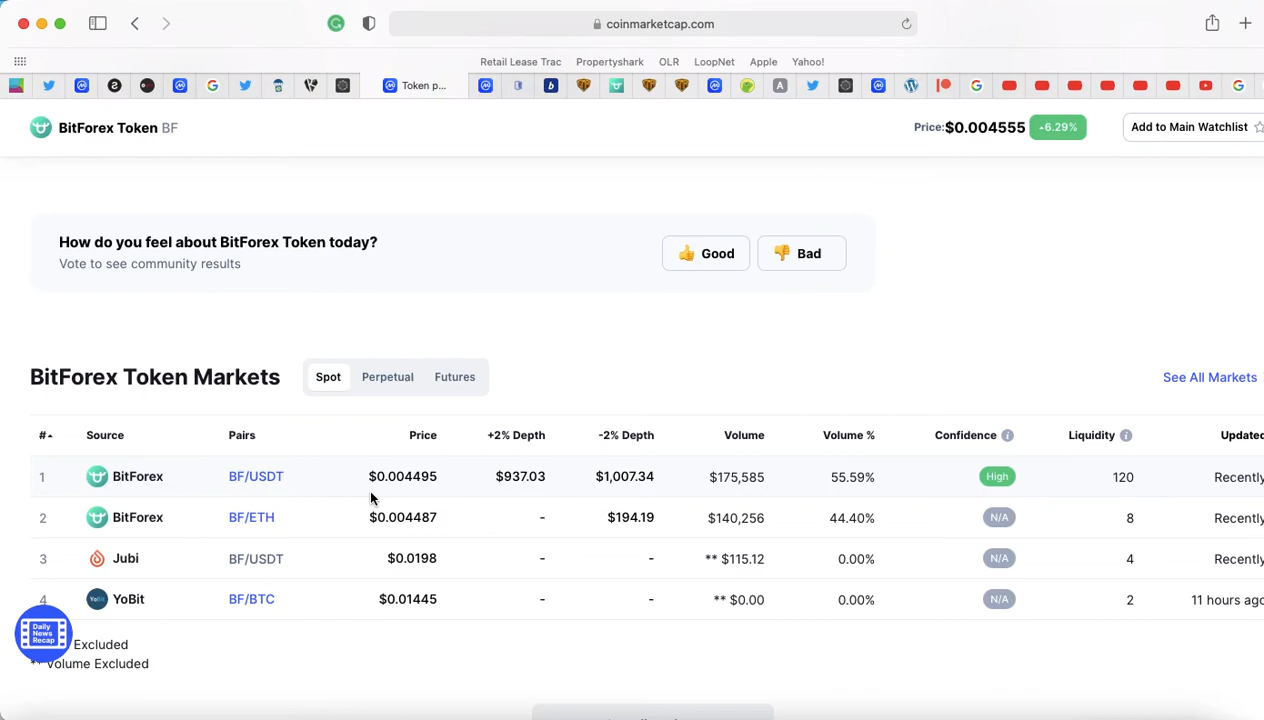 coinmarketcap.com
Retail Lease Trac Propertyshark OLR LoopNet Apple Yahoo!
Token p...
BitForex Token BF Price:$0.004555 6.29% Add to Main Watchlist
How do you feel about BitForex Token today?
Vote to see community results
Good Bad
BitForex Token Markets Spot Perpetual Futures See All Markets
# Source Pairs Price +2% Depth -2% Depth Volume Volume % Confidence Liquidity Updated
1 BitForex BF/USDT $0.004495 $937.03 $1,007.34 $175,585 55.59% High 120 Recently
2 BitForex BF/ETH $0.004487 - $194.19 $140,256 44.40% N/A 8 Recently
3 Jubi BF/USDT $0.0198 - - ** $115.12 0.00% N/A 4 Recently
4 YoBit BF/BTC $0.01445 - - ** $0.00 0.00% N/A 2 11 hours ago
Daily
News
Recap
Excluded
** Volume Excluded